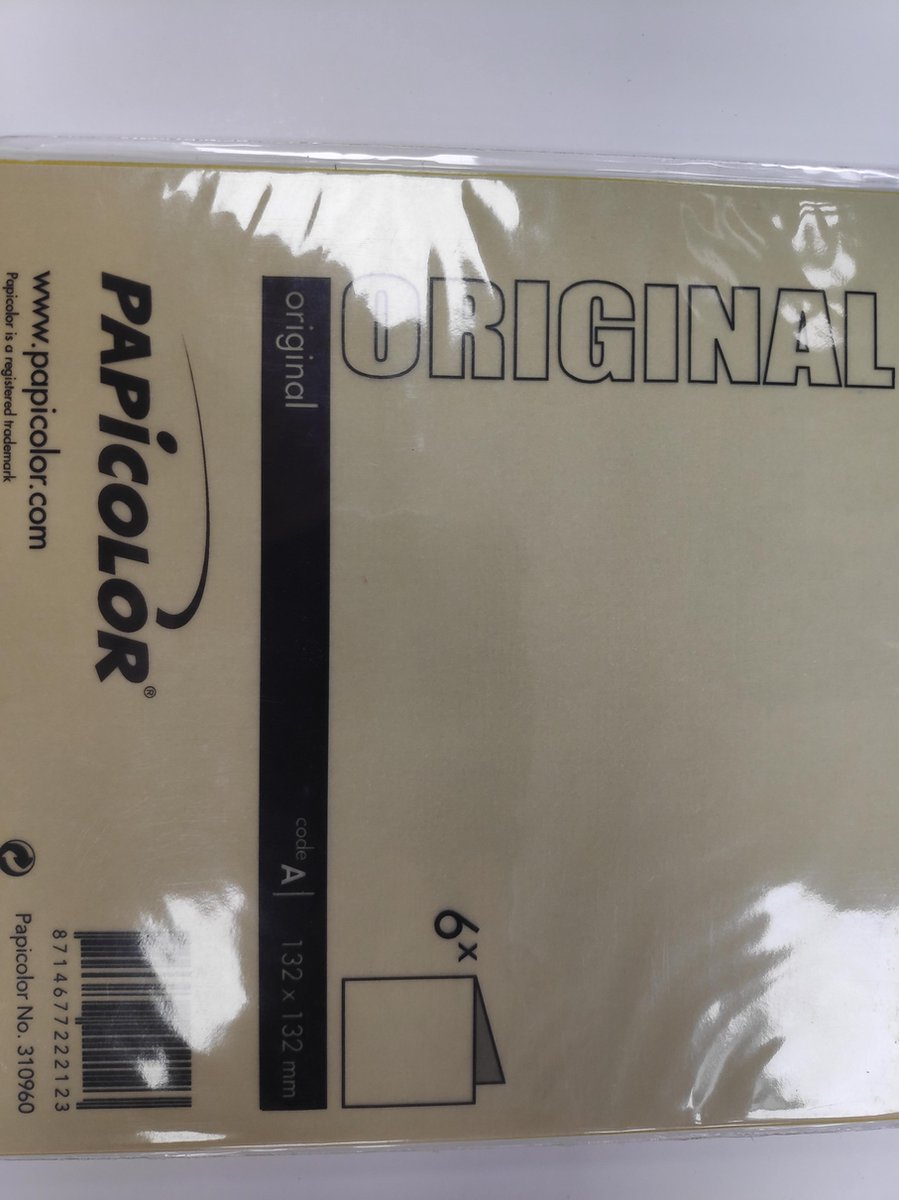 ORIGINAL
6x
original
code A | 132 x 132 mm
PAPiCOLOR®
8714677222123
www.papicolor.com
Papicolor is a registered trademark
Papicolor No. 310960